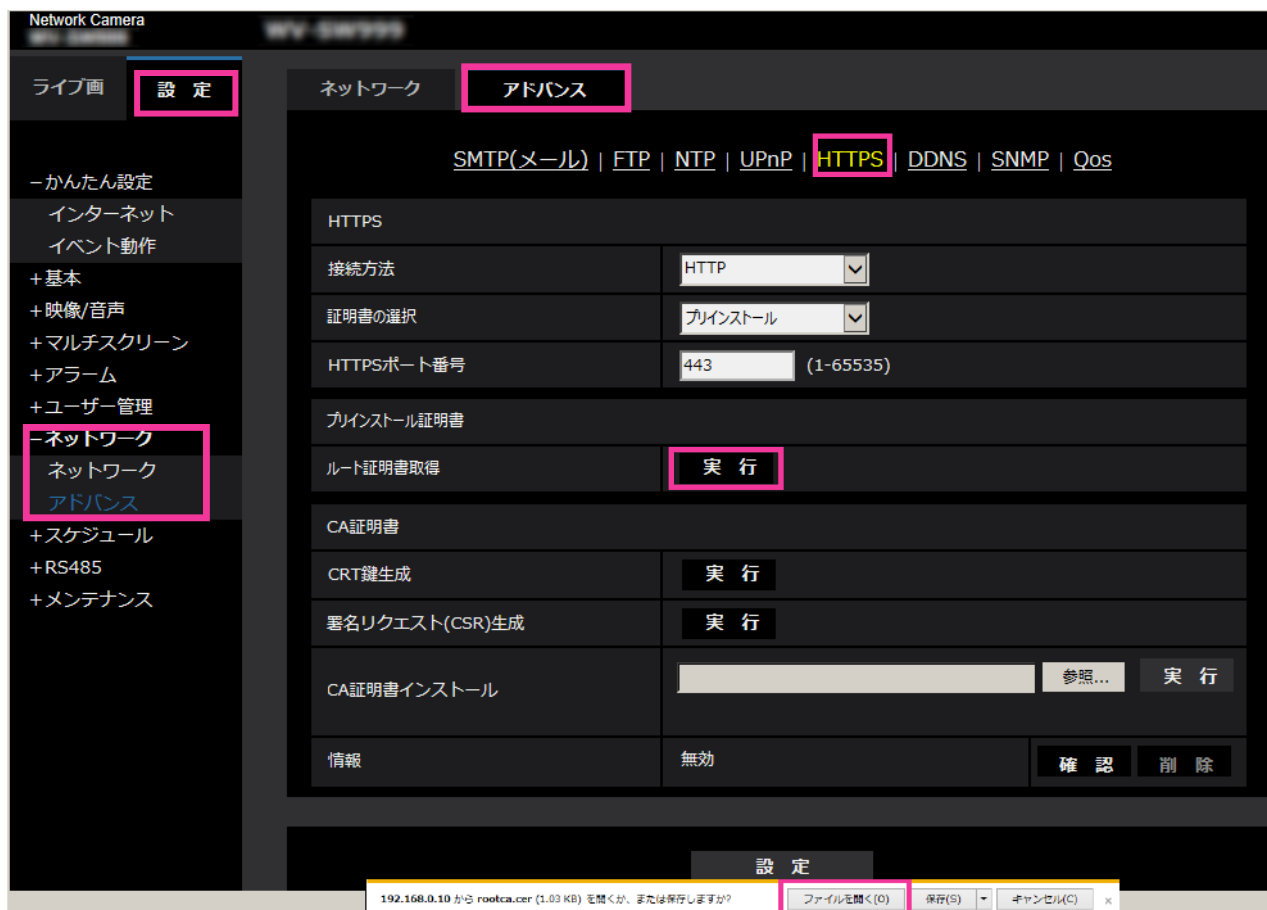 Network Camera
ライブ画
設 定
ネットワーク
アドバンス
SMTP(メール) | FTP | NTP | UPnP | HTTPS | DDNS | SNMP | Qos
－かんたん設定
インターネット
イベント動作
＋基本
＋映像/音声
＋マルチスクリーン
＋アラーム
＋ユーザー管理
－ネットワーク
ネットワーク
アドバンス
＋スケジュール
＋RS485
＋メンテナンス
HTTPS
接続方法 HTTP
証明書の選択 プリインストール
HTTPSポート番号 443 (1-65535)
プリインストール証明書
ルート証明書取得 実 行
CA証明書
CRT鍵生成 実 行
署名リクエスト(CSR)生成 実 行
CA証明書インストール 参照... 実 行
情報 無効 確 認 削 除
設 定
192.168.0.10 から rootca.cer (1.03 KB) を開くか、または保存しますか? ファイルを開く(O) 保存(S) キャンセル(C) ×